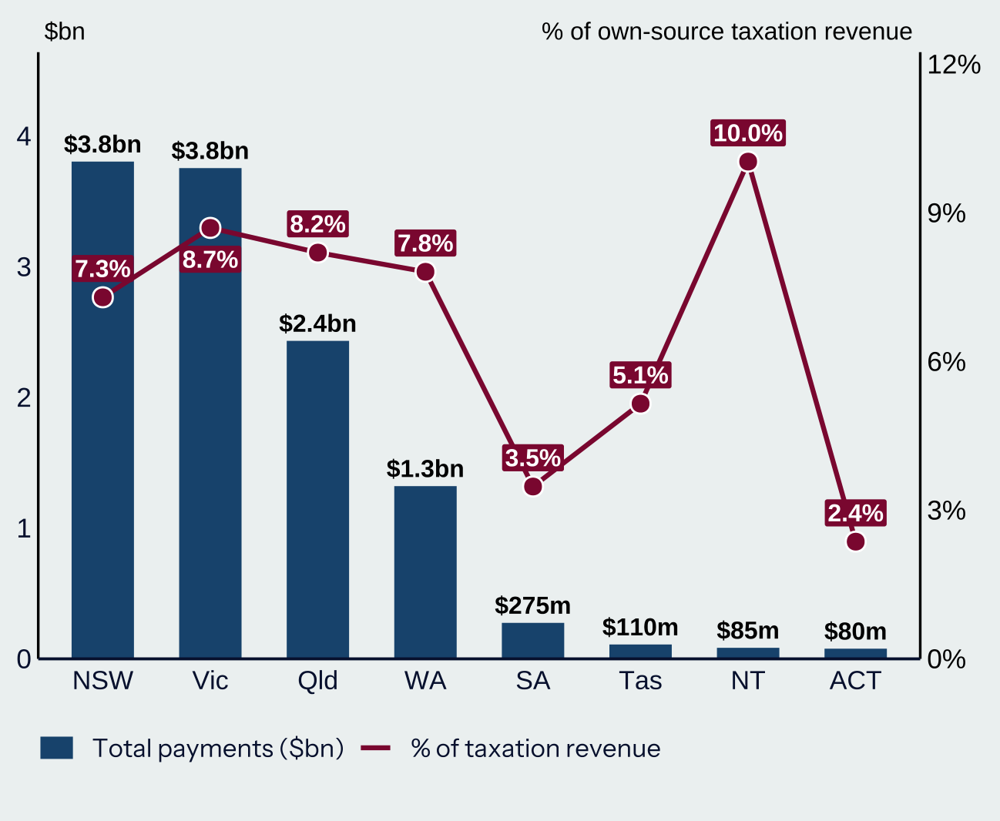 $bn
% of own-source taxation revenue
12%
9%
6%
3%
0%
4
3
2
1
0
$3.8bn
$3.8bn
$2.4bn
$1.3bn
$275m
$110m
$85m
$80m
7.3%
8.7%
8.2%
7.8%
3.5%
5.1%
10.0%
2.4%
NSW Vic Qld WA SA Tas NT ACT
Total payments ($bn) % of taxation revenue